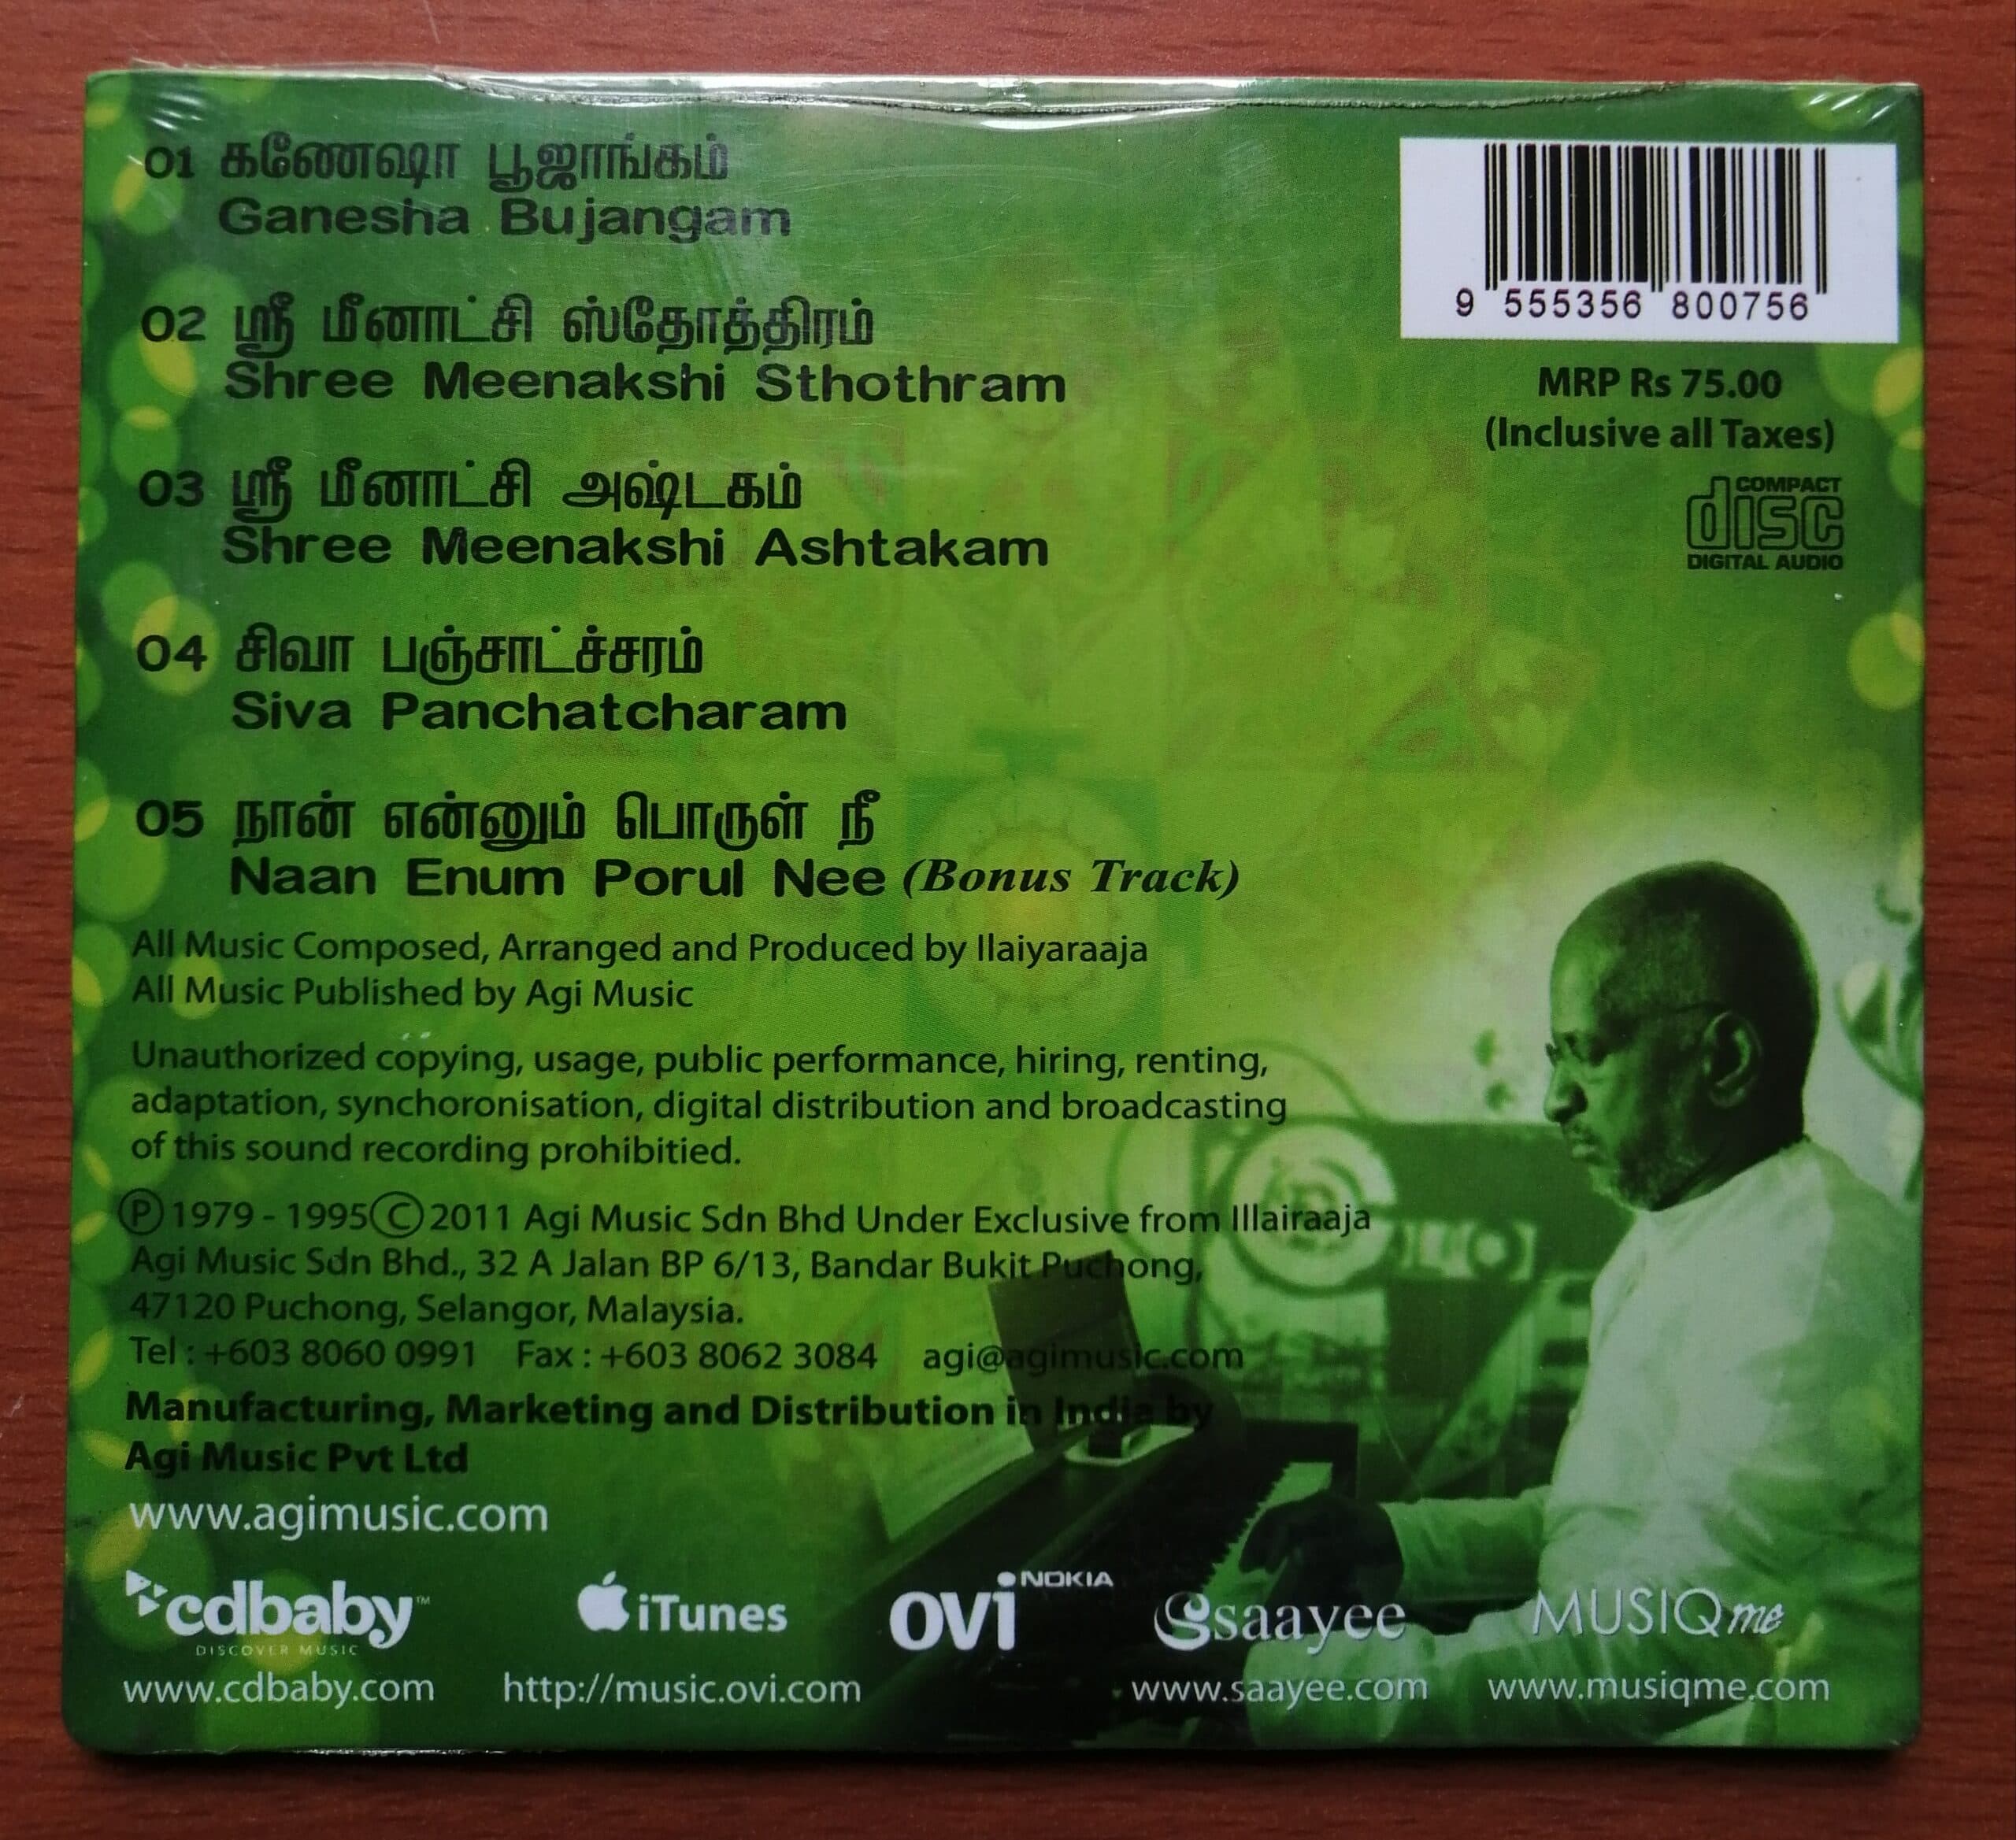 01 கணேஷா பூஜாங்கம்
Ganesha Bujangam
02 ஸ்ரீ மீனாட்சி ஸ்தோத்திரம்
Shree Meenakshi Sthothram
03 ஸ்ரீ மீனாட்சி அஷ்டகம்
Shree Meenakshi Ashtakam
04 சிவா பஞ்சாட்ச்சரம்
Siva Panchatcharam
05 நான் என்னும் பொருள் நீ
Naan Enum Porul Nee (Bonus Track)
9 555356 800756
MRP Rs 75.00
(Inclusive all Taxes)
COMPACT
disc
DIGITAL AUDIO
All Music Composed, Arranged and Produced by Ilaiyaraaja
All Music Published by Agi Music
Unauthorized copying, usage, public performance, hiring, renting,
adaptation, synchoronisation, digital distribution and broadcasting
of this sound recording prohibitied.
Ⓟ 1979 - 1995 Ⓒ 2011 Agi Music Sdn Bhd Under Exclusive from Illairaaja
Agi Music Sdn Bhd., 32 A Jalan BP 6/13, Bandar Bukit Puchong,
47120 Puchong, Selangor, Malaysia.
Tel : +603 8060 0991 Fax : +603 8062 3084 agi@agimusic.com
Manufacturing, Marketing and Distribution in India by
Agi Music Pvt Ltd
www.agimusic.com
cdbaby™
DISCOVER MUSIC
iTunes
ovi NOKIA
saayee
MUSIQme
www.cdbaby.com
http://music.ovi.com
www.saayee.com
www.musiqme.com